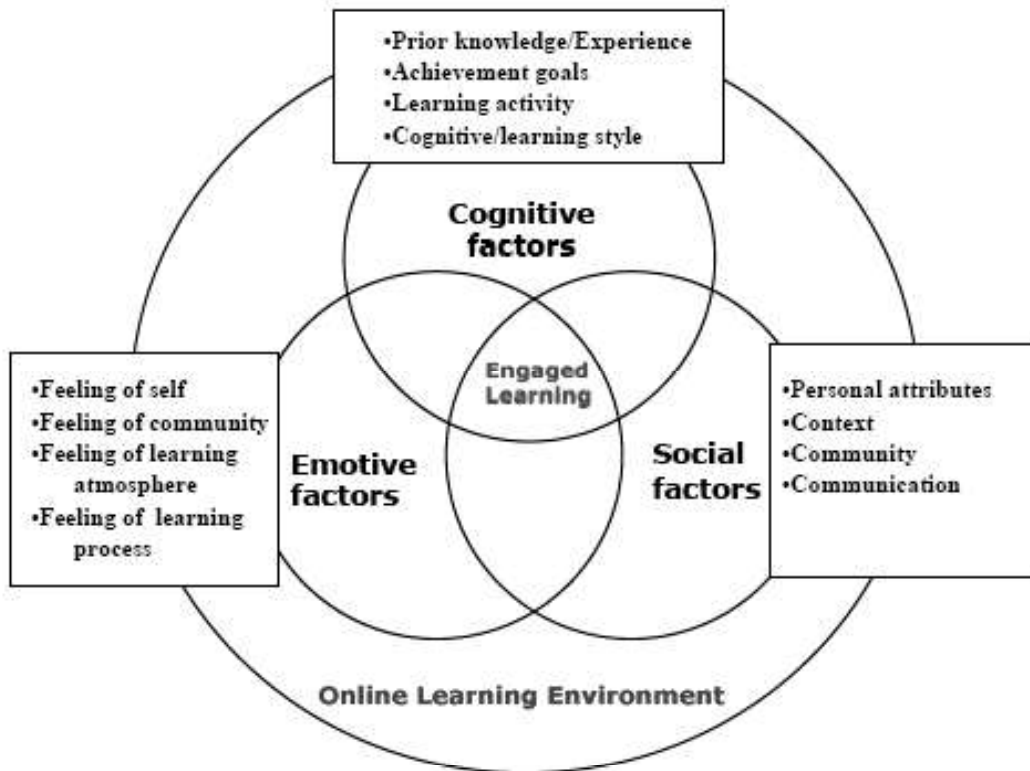 •Prior knowledge/Experience
•Achievement goals
•Learning activity
•Cognitive/learning style
Cognitive
factors
Engaged
Learning
•Feeling of self
•Feeling of community
•Feeling of learning
atmosphere
•Feeling of learning
process
Emotive
factors
Social
factors
•Personal attributes
•Context
•Community
•Communication
Online Learning Environment